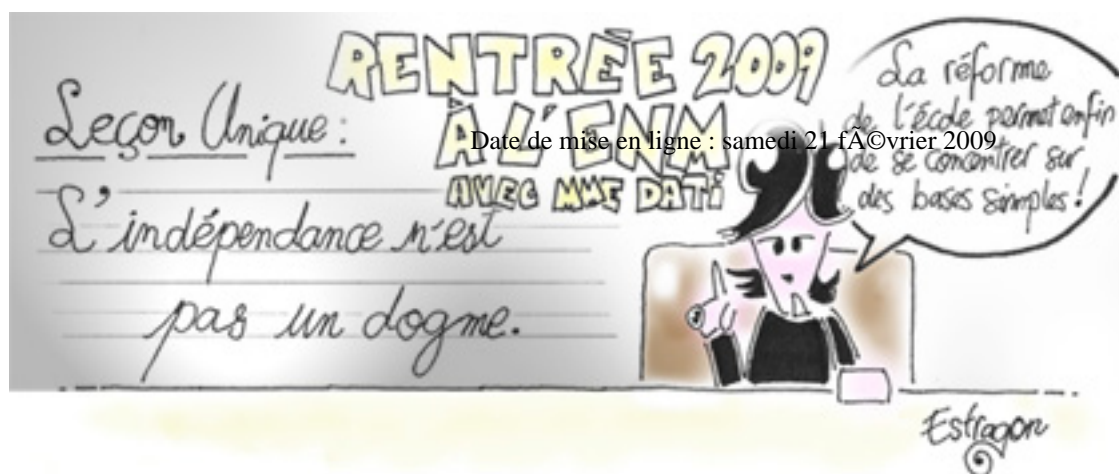 RENTRÉE 2009
À L'ENM
AVEC MME DATI
Leçon Unique :
L'indépendance n'est
pas un dogme.
Date de mise en ligne : samedi 21 fÃ©vrier 2009
La réforme
de l'école permet enfin
de se concentrer sur
des bases simples !
Estragon